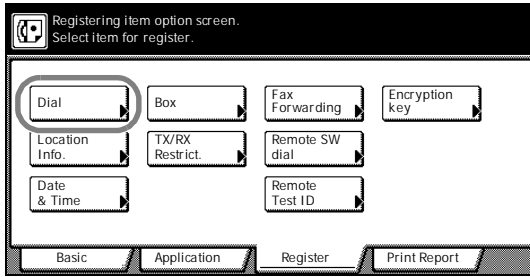 Registering item option screen.
Select item for register.
Dial
Box
Fax
Forwarding
Encryption
key
Location
Info.
TX/RX
Restrict.
Remote SW
dial
Date
& Time
Remote
Test ID
Basic
Application
Register
Print Report